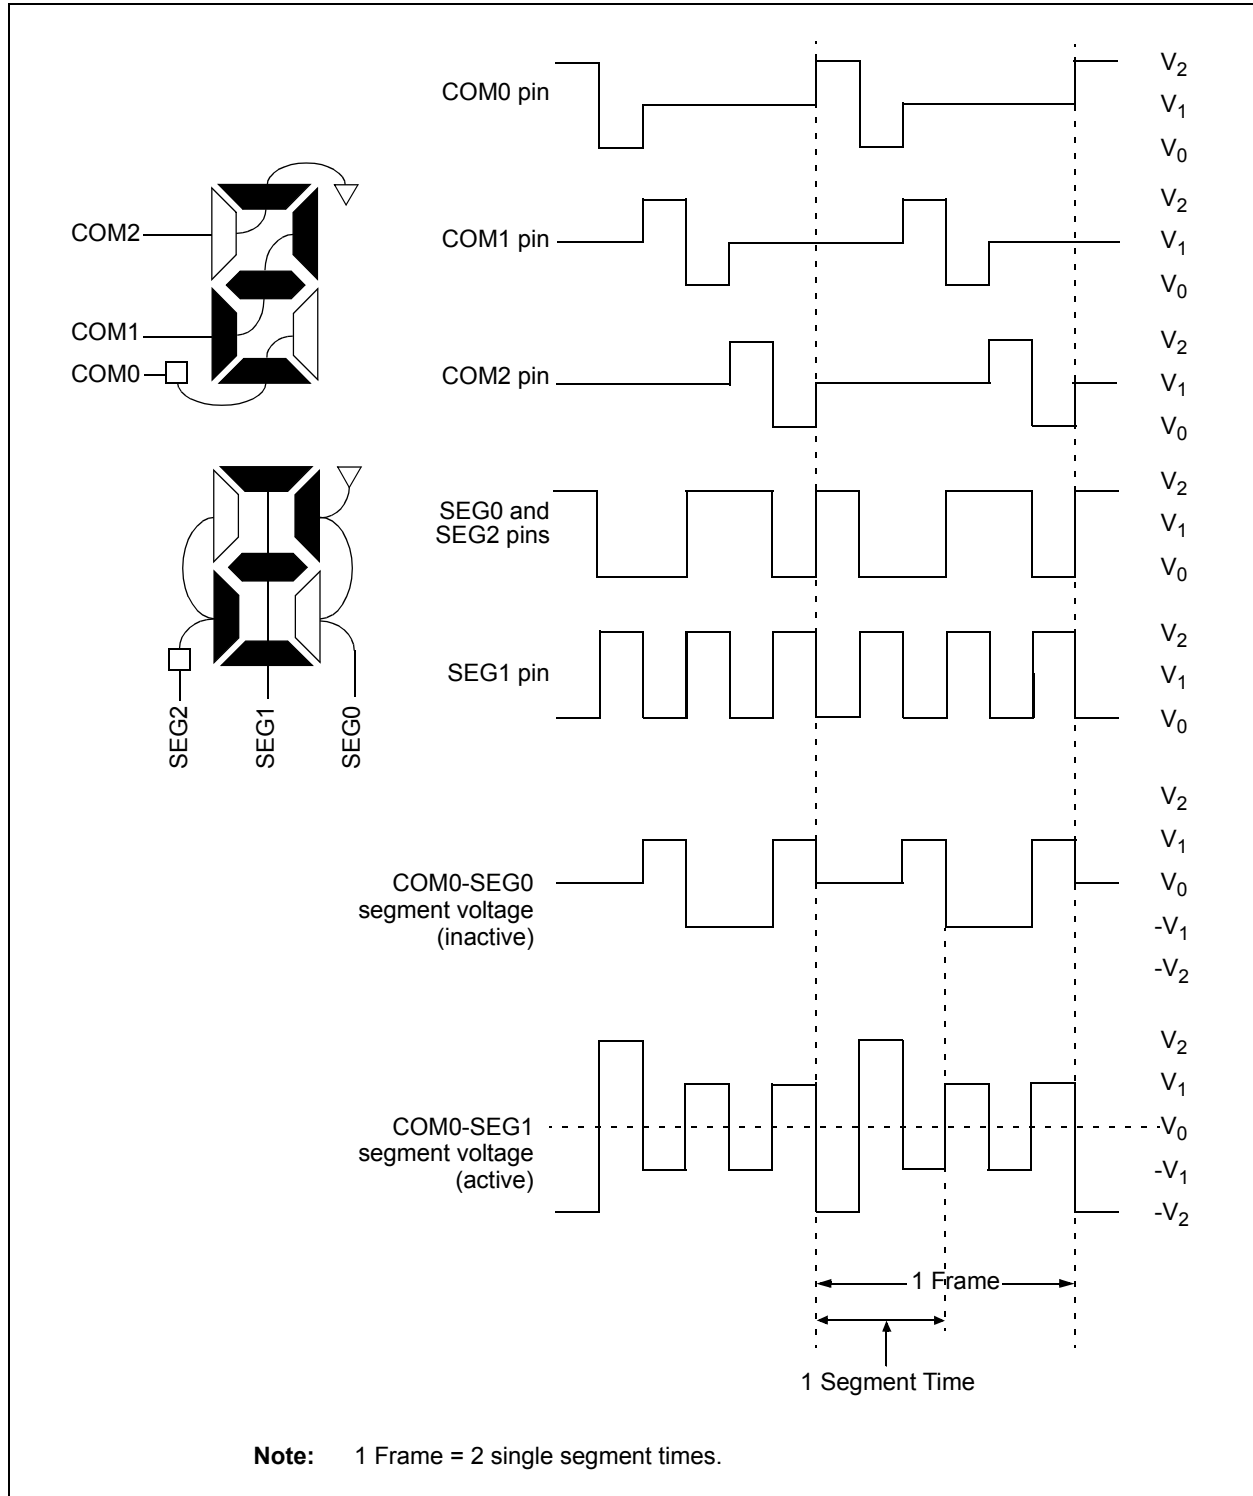 COM0 pin
V2
V1
V0
COM1 pin
V2
V1
V0
COM2
COM1
COM0
COM2 pin
V2
V1
V0
SEG0 and
SEG2 pins
V2
V1
V0
SEG1 pin
V2
V1
V0
SEG2
SEG1
SEG0
COM0-SEG0
segment voltage
(inactive)
V2
V1
V0
-V1
-V2
COM0-SEG1
segment voltage
(active)
V2
V1
V0
-V1
-V2
1 Frame
1 Segment Time
Note: 1 Frame = 2 single segment times.